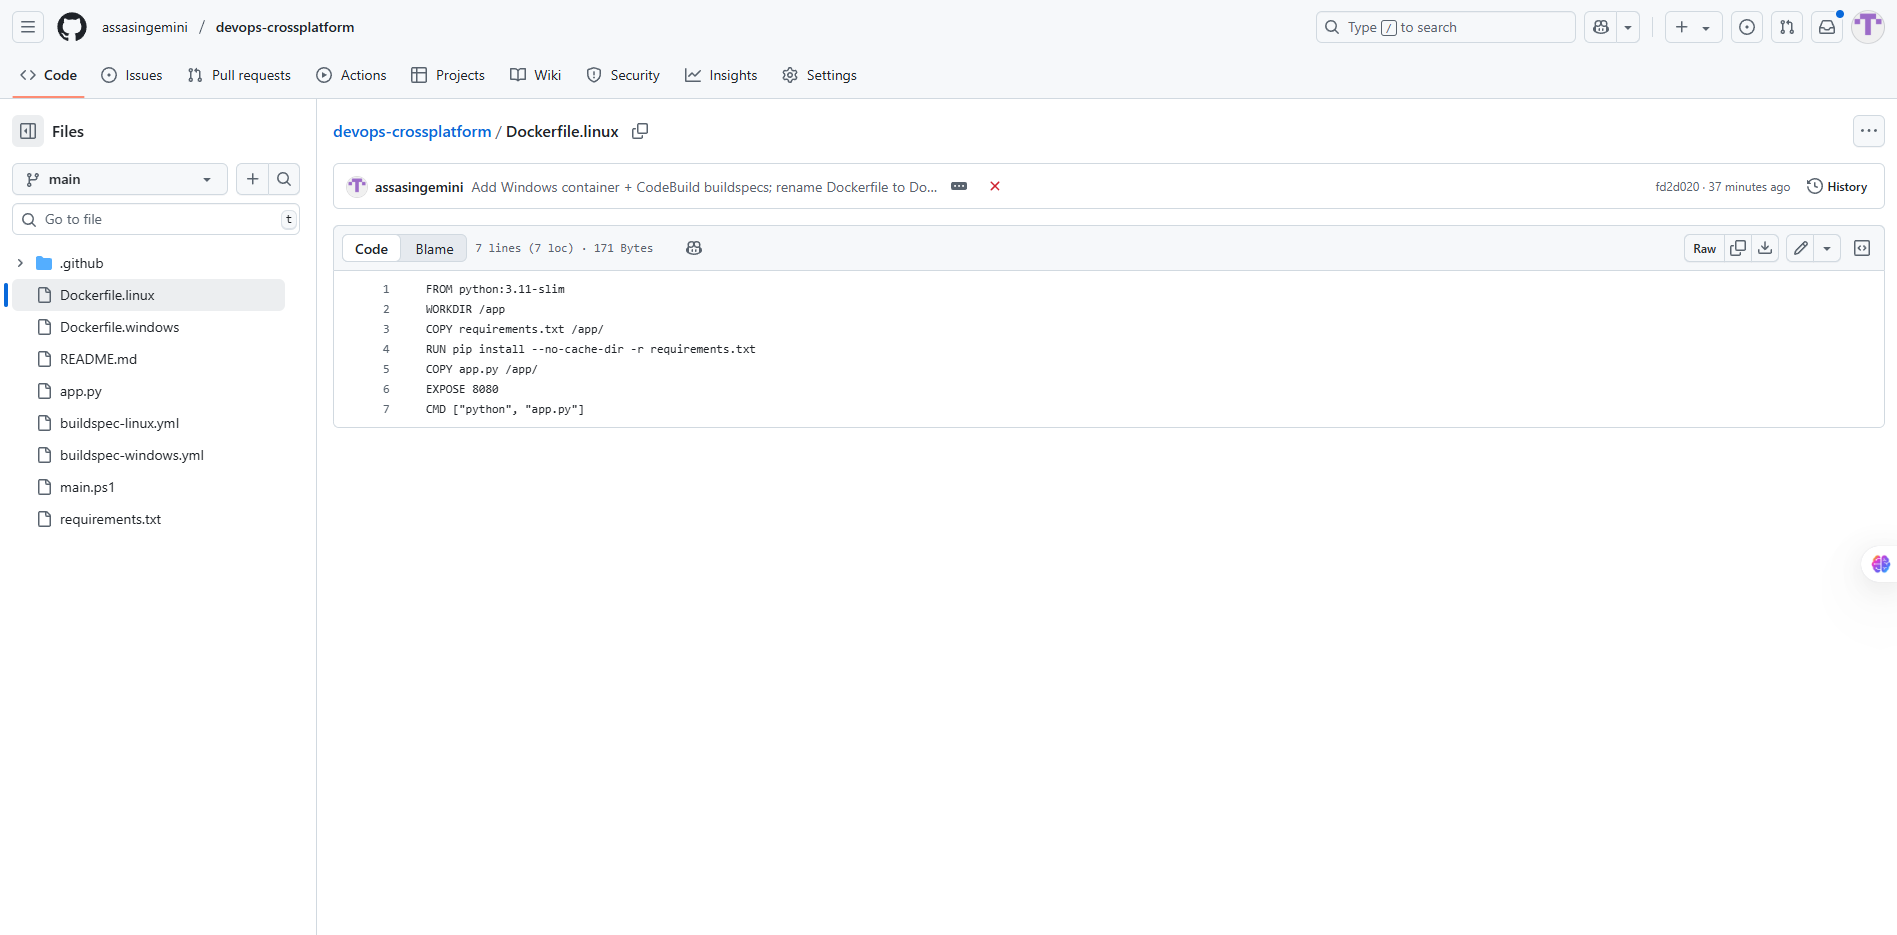 assasingemini / devops-crossplatform
Type / to search
Code Issues Pull requests Actions Projects Wiki Security Insights Settings
Files
main
Go to file t
.github
Dockerfile.linux
Dockerfile.windows
README.md
app.py
buildspec-linux.yml
buildspec-windows.yml
main.ps1
requirements.txt
devops-crossplatform / Dockerfile.linux
assasingemini Add Windows container + CodeBuild buildspecs; rename Dockerfile to Do... fd2d020 · 37 minutes ago History
Code Blame 7 lines (7 loc) · 171 Bytes Raw
1 FROM python:3.11-slim
2 WORKDIR /app
3 COPY requirements.txt /app/
4 RUN pip install --no-cache-dir -r requirements.txt
5 COPY app.py /app/
6 EXPOSE 8080
7 CMD ["python", "app.py"]